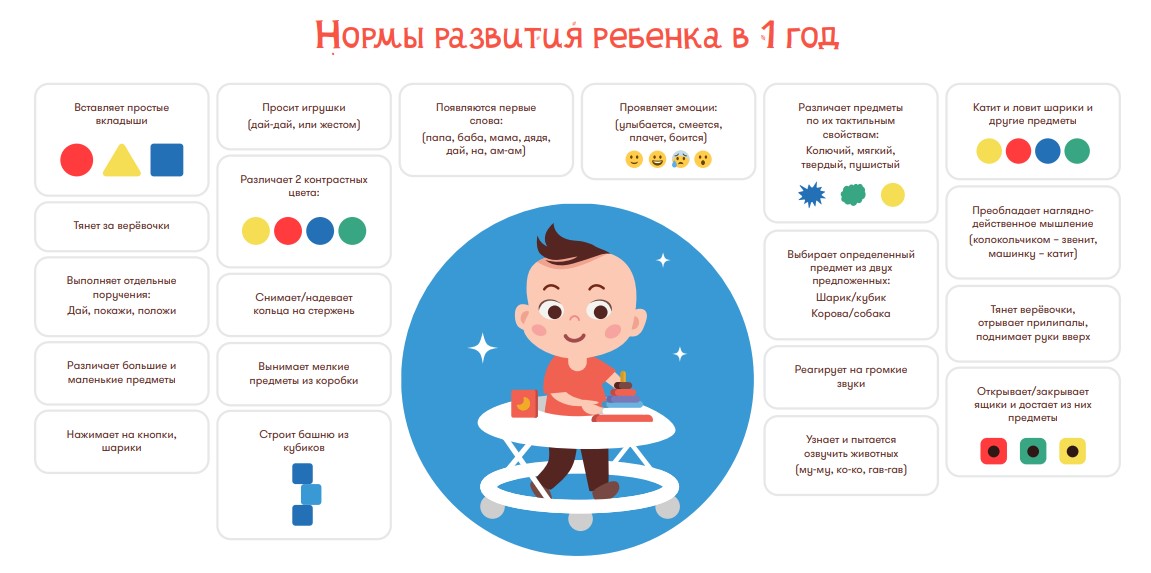 Нормы развития ребенка в 1 год
Вставляет простые
вкладыши
Тянет за верёвочки
Выполняет отдельные
поручения:
Дай, покажи, положи
Различает большие и
маленькие предметы
Нажимает на кнопки,
шарики
Просит игрушки
(дай-дай, или жестом)
Различает 2 контрастных
цвета:
Снимает/надевает
кольца на стержень
Вынимает мелкие
предметы из коробки
Строит башню из
кубиков
Появляются первые
слова:
(папа, баба, мама, дядя,
дай, на, ам-ам)
Проявляет эмоции:
(улыбается, смеется,
плачет, боится)
Различает предметы
по их тактильным
свойствам:
Колючий, мягкий,
твердый, пушистый
Выбирает определенный
предмет из двух
предложенных:
Шарик/кубик
Корова/собака
Реагирует на громкие
звуки
Узнает и пытается
озвучить животных
(му-му, ко-ко, гав-гав)
Катит и ловит шарики и
другие предметы
Преобладает наглядно-
действенное мышление
(колокольчиком – звенит,
машинку – катит)
Тянет верёвочки,
отрывает прилипалы,
поднимает руки вверх
Открывает/закрывает
ящики и достает из них
предметы